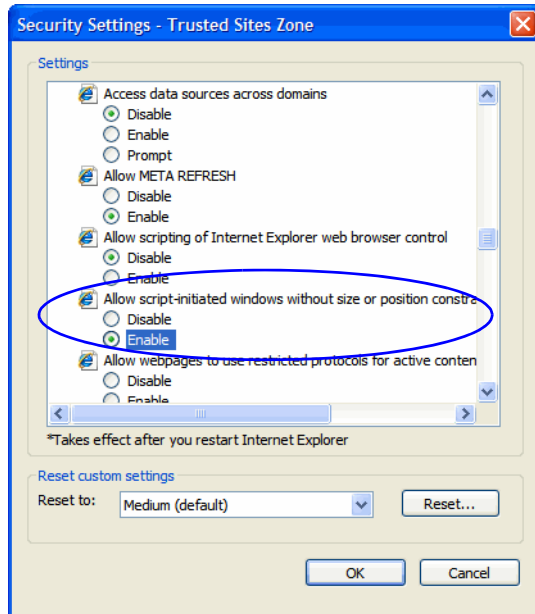 Security Settings - Trusted Sites Zone
Settings
Access data sources across domains
Disable
Enable
Prompt
Allow META REFRESH
Disable
Enable
Allow scripting of Internet Explorer web browser control
Disable
Enable
Allow script-initiated windows without size or position constra
Disable
Enable
Allow webpages to use restricted protocols for active conten
Disable
Enable
*Takes effect after you restart Internet Explorer
Reset custom settings
Reset to: Medium (default) Reset...
OK Cancel